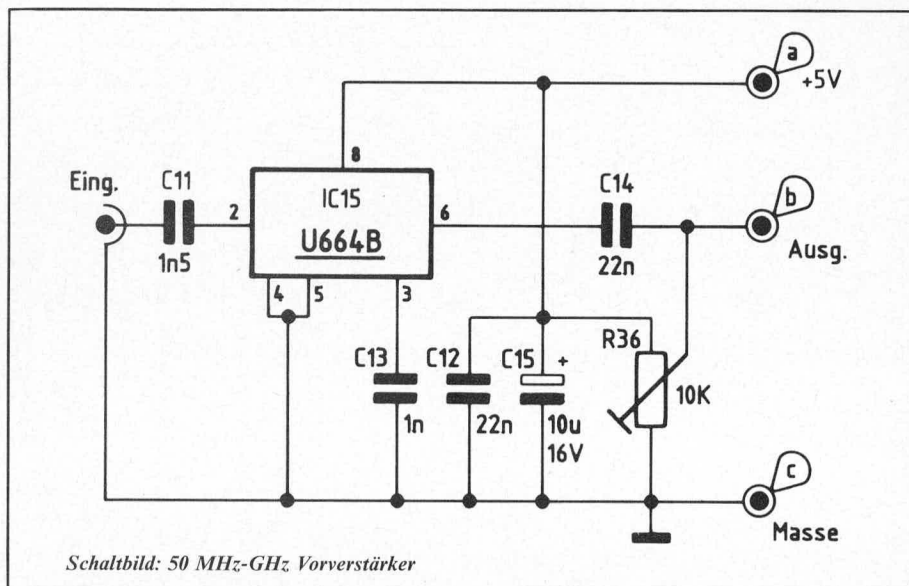 a
+5V
8
Eing.
C11
IC15
C14
b
2
6
U664B
1n5
22n
Ausg.
4
5
3
R36
C13
C12
C15
+
10K
1n
22n
10u
16V
c
Masse
Schaltbild: 50 MHz-GHz Vorverstärker